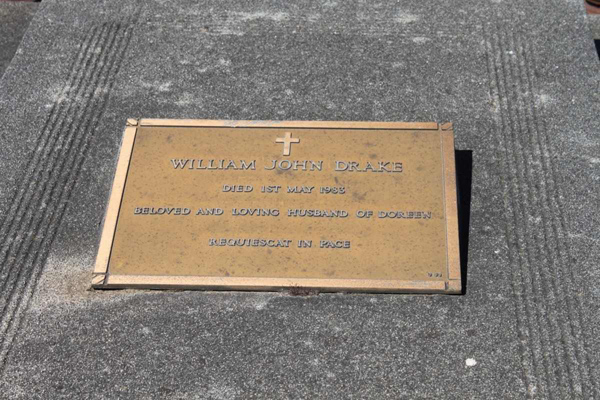 WILLIAM JOHN DRAKE
DIED 1ST MAY 1983
BELOVED AND LOVING HUSBAND OF DOREEN
REQUIESCAT IN PACE